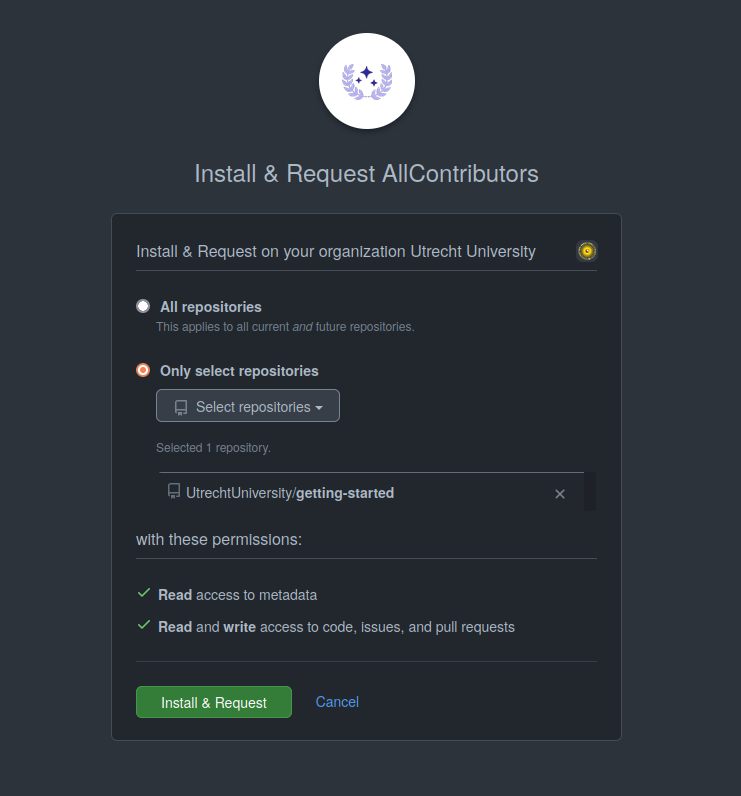 Install & Request AllContributors
Install & Request on your organization Utrecht University
All repositories
This applies to all current and future repositories.
Only select repositories
Select repositories
Selected 1 repository.
UtrechtUniversity/getting-started
with these permissions:
Read access to metadata
Read and write access to code, issues, and pull requests
Install & Request
Cancel